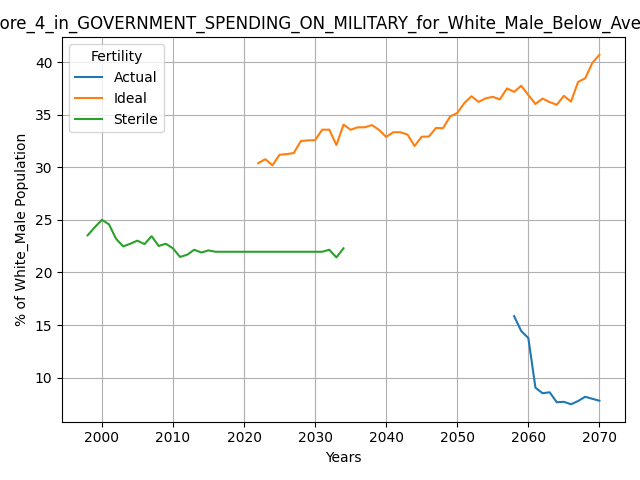 ore_4_in_GOVERNMENT_SPENDING_ON_MILITARY_for_White_Male_Below_Ave
Fertility
Actual
Ideal
Sterile
% of White_Male Population
40
35
30
25
20
15
10
2000 2010 2020 2030 2040 2050 2060 2070
Years